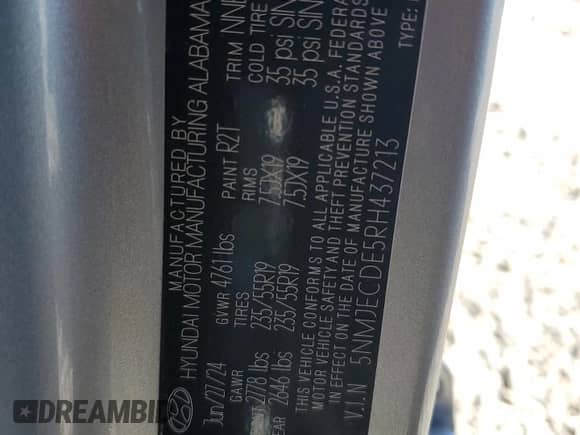 MANUFACTURED BY
HYUNDAI MOTOR MANUFACTURING ALABAMA
Jun/27/24 GVWR 4761 lbs PAINT R2T TRIM
GAWR TIRES RIMS COLD TIRE
2778 lbs 235/55R19 7.5JX19 35 psi
2646 lbs 235/55R19 7.5JX19 35 psi
THIS VEHICLE CONFORMS TO ALL APPLICABLE U.S.A. FEDERAL
MOTOR VEHICLE SAFETY AND THEFT PREVENTION STANDARDS
IN EFFECT ON THE DATE OF MANUFACTURE SHOWN ABOVE
V.I.N 5NMJECDE5RH437213 TYPE:
DREAMBID